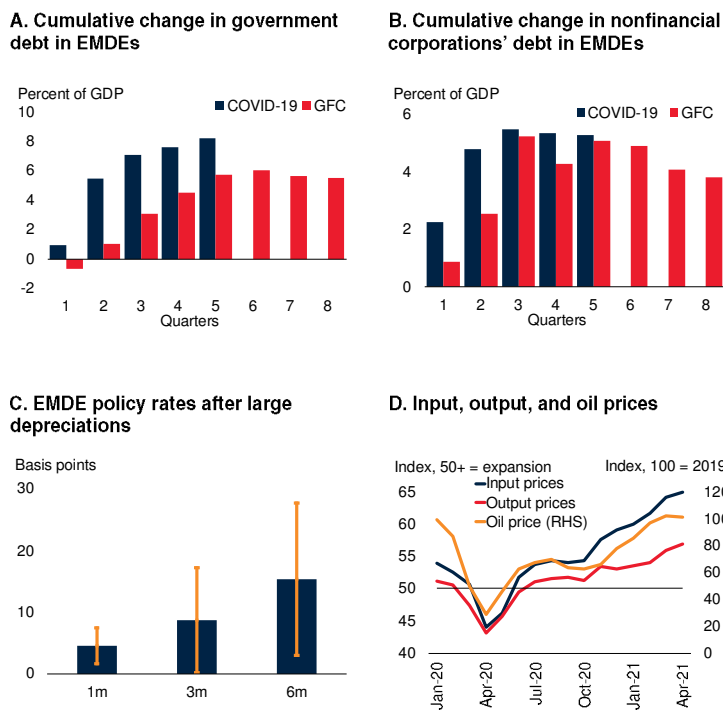 A. Cumulative change in government
debt in EMDEs
Percent of GDP
COVID-19 GFC
10
8
6
4
2
0
-2
1 2 3 4 5 6 7 8
Quarters
B. Cumulative change in nonfinancial
corporations' debt in EMDEs
Percent of GDP
COVID-19 GFC
6
4
2
0
1 2 3 4 5 6 7 8
Quarters
C. EMDE policy rates after large
depreciations
Basis points
30
20
10
0
1m 3m 6m
D. Input, output, and oil prices
Index, 50+ = expansion Index, 100 = 2019
Input prices
Output prices
Oil price (RHS)
65
60
55
50
45
40
120
100
80
60
40
20
0
Jan-20 Apr-20 Jul-20 Oct-20 Jan-21 Apr-21